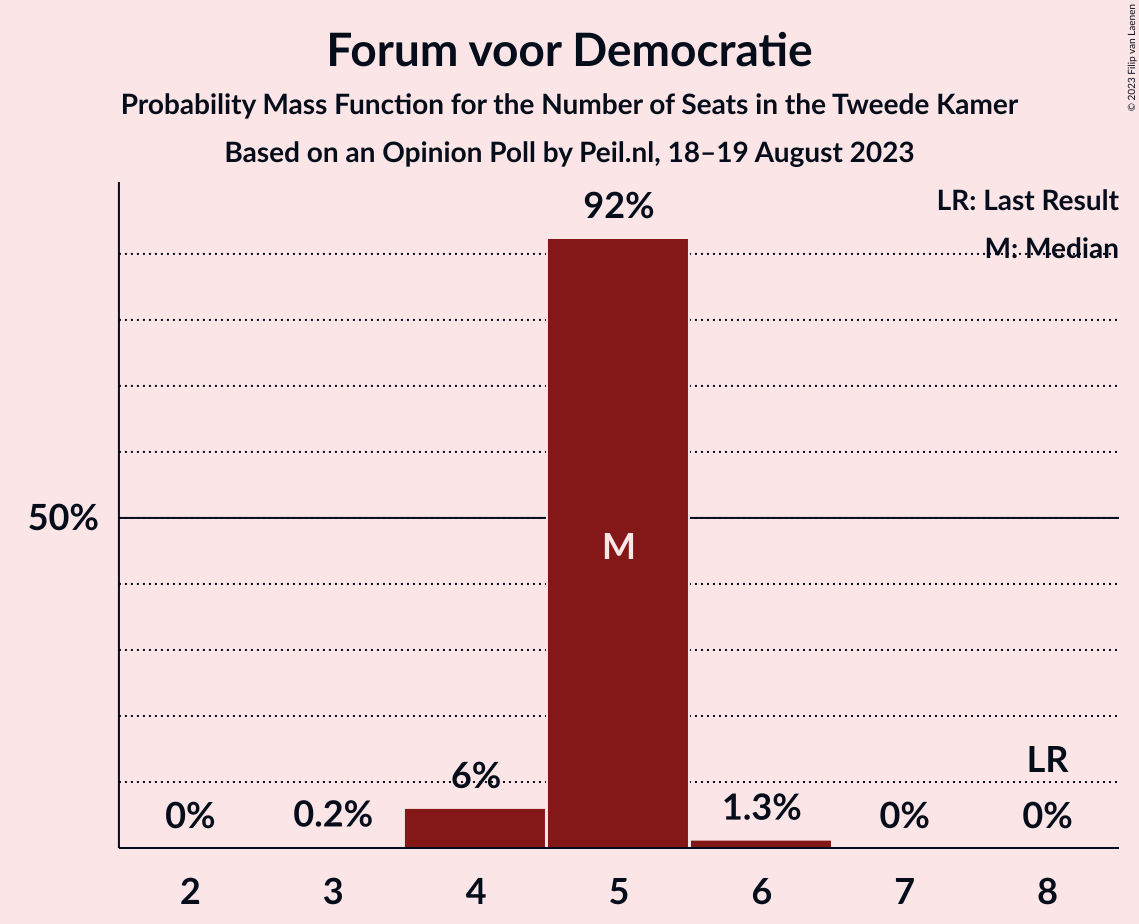 Forum voor Democratie
Probability Mass Function for the Number of Seats in the Tweede Kamer
Based on an Opinion Poll by Peil.nl, 18–19 August 2023
© 2023 Filip van Laenen
LR: Last Result
M: Median
92%
50%
M
LR
0%
0.2%
6%
1.3%
0%
0%
2
3
4
5
6
7
8